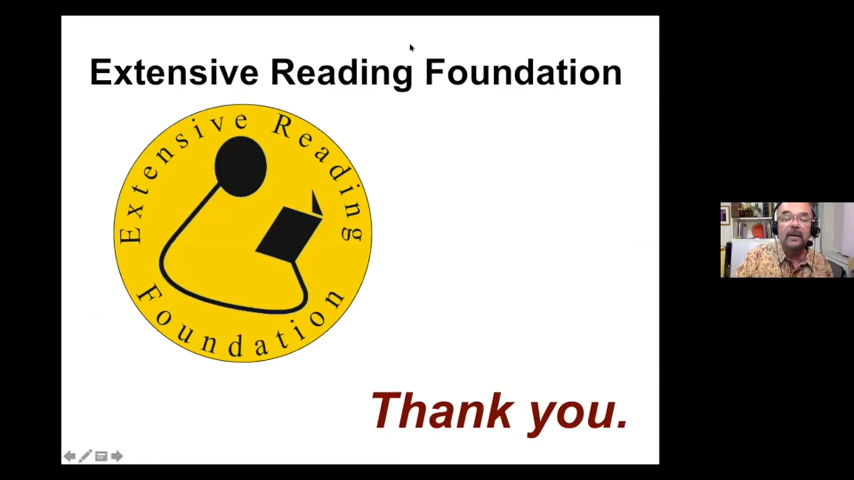 Extensive Reading Foundation
Extensive Reading
Foundation
Thank you.